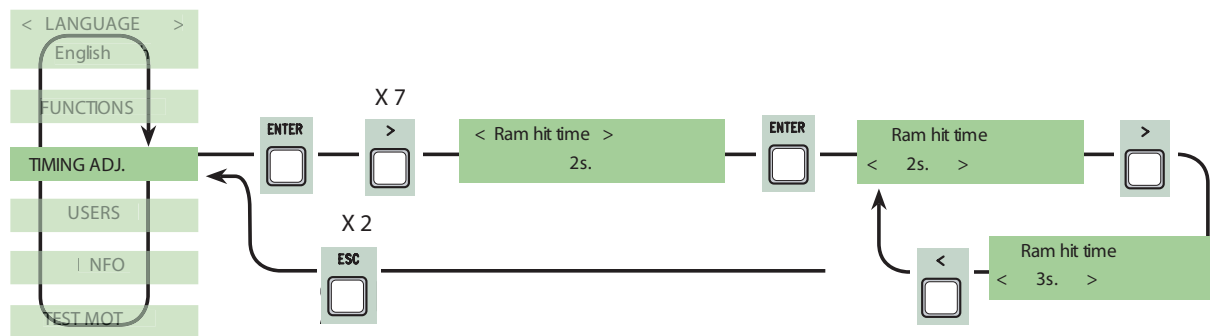 < LANGUAGE >
English
FUNCTIONS
TIMING ADJ.
USERS
NFO
TEST MOT
ENTER
X 7
>
< Ram hit time >
2s.
ENTER
Ram hit time
< 2s. >
>
X 2
ESC
<
Ram hit time
< 3s. >